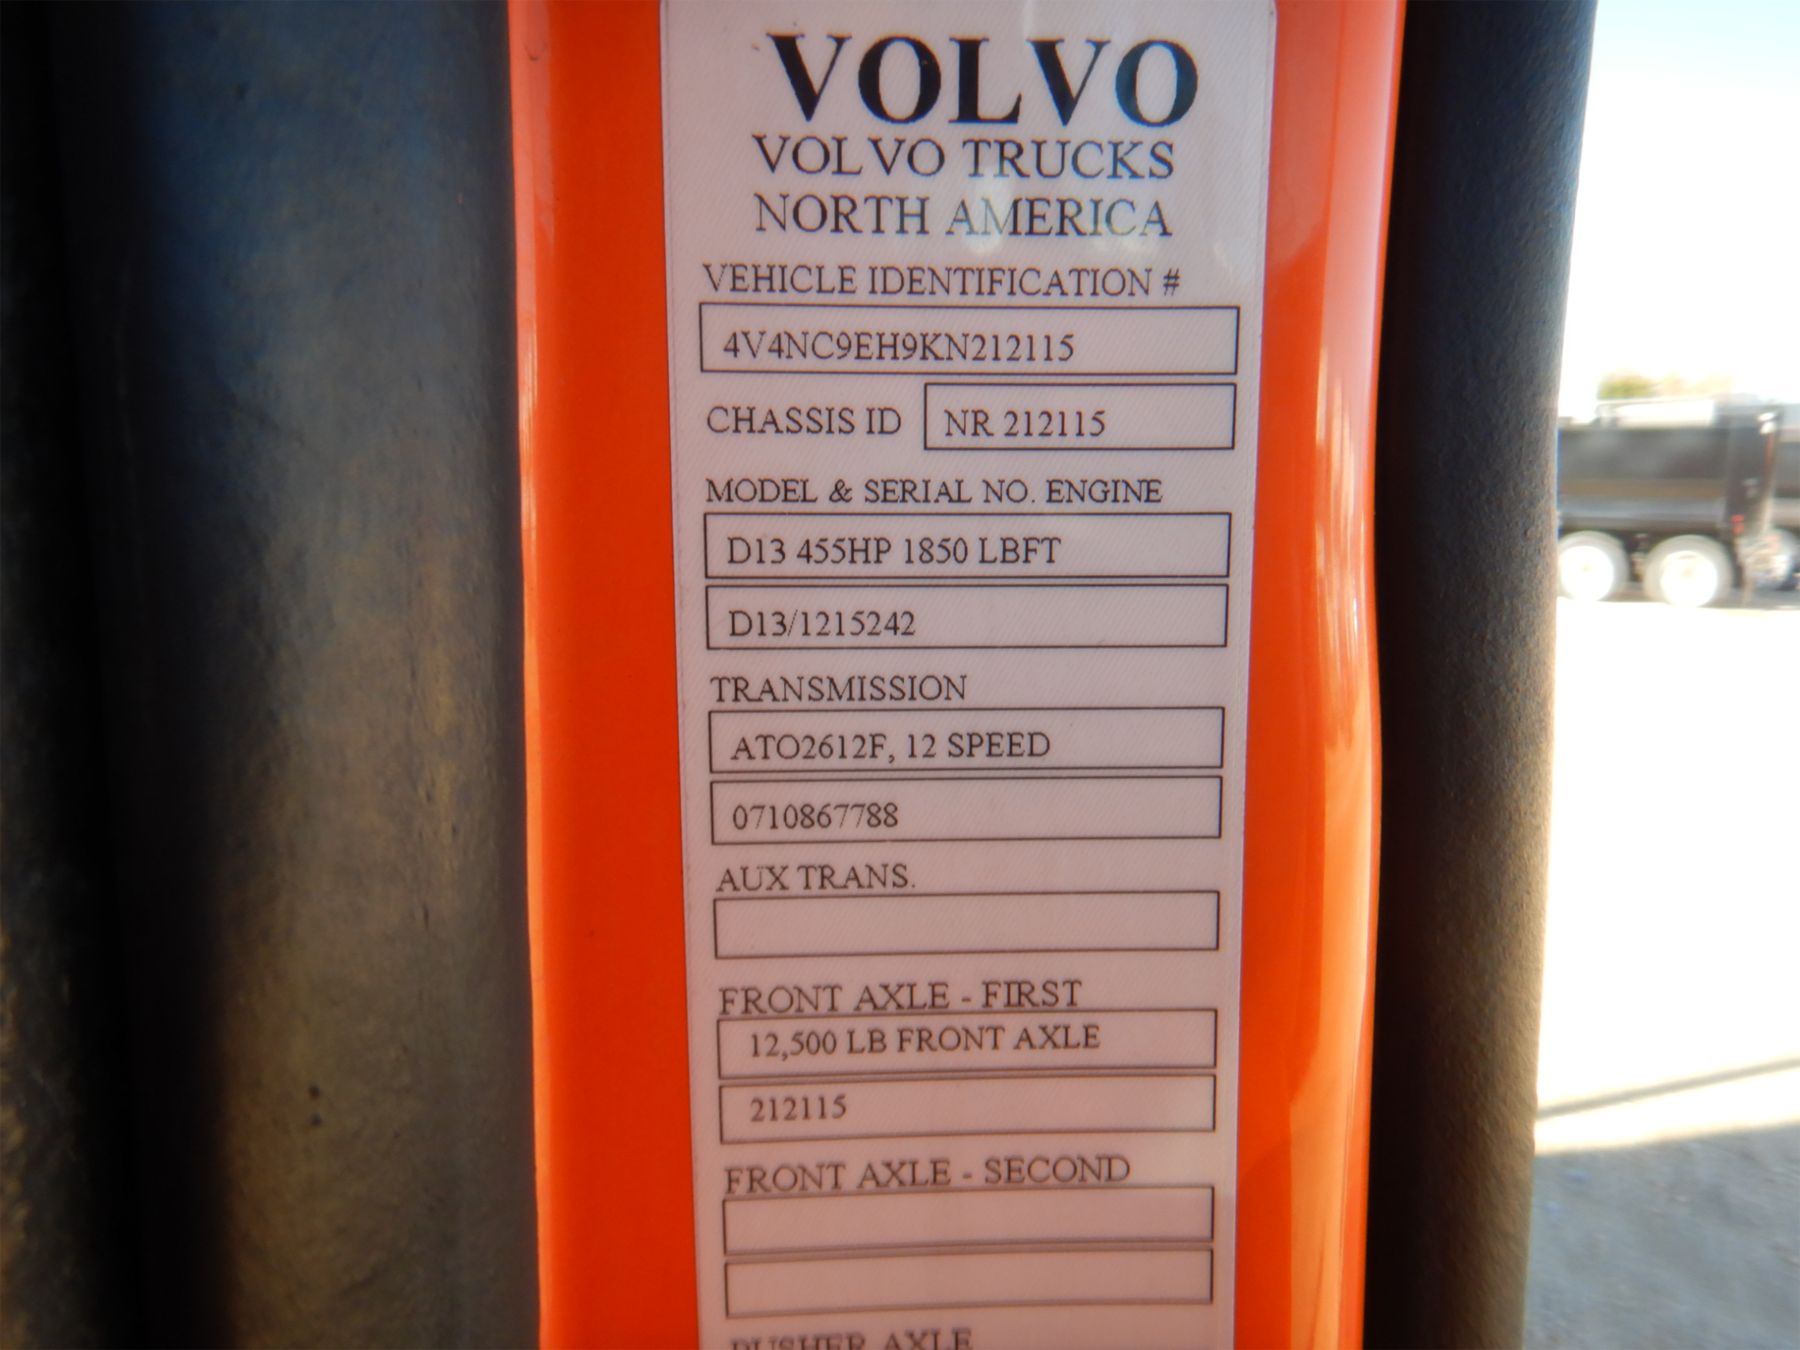 VOLVO
VOLVO TRUCKS
NORTH AMERICA
VEHICLE IDENTIFICATION #
4V4NC9EH9KN212115
CHASSIS ID NR 212115
MODEL & SERIAL NO. ENGINE
D13 455HP 1850 LBFT
D13/1215242
TRANSMISSION
ATO2612F, 12 SPEED
0710867788
AUX TRANS.
FRONT AXLE - FIRST
12,500 LB FRONT AXLE
212115
FRONT AXLE - SECOND
PUSHER AXLE